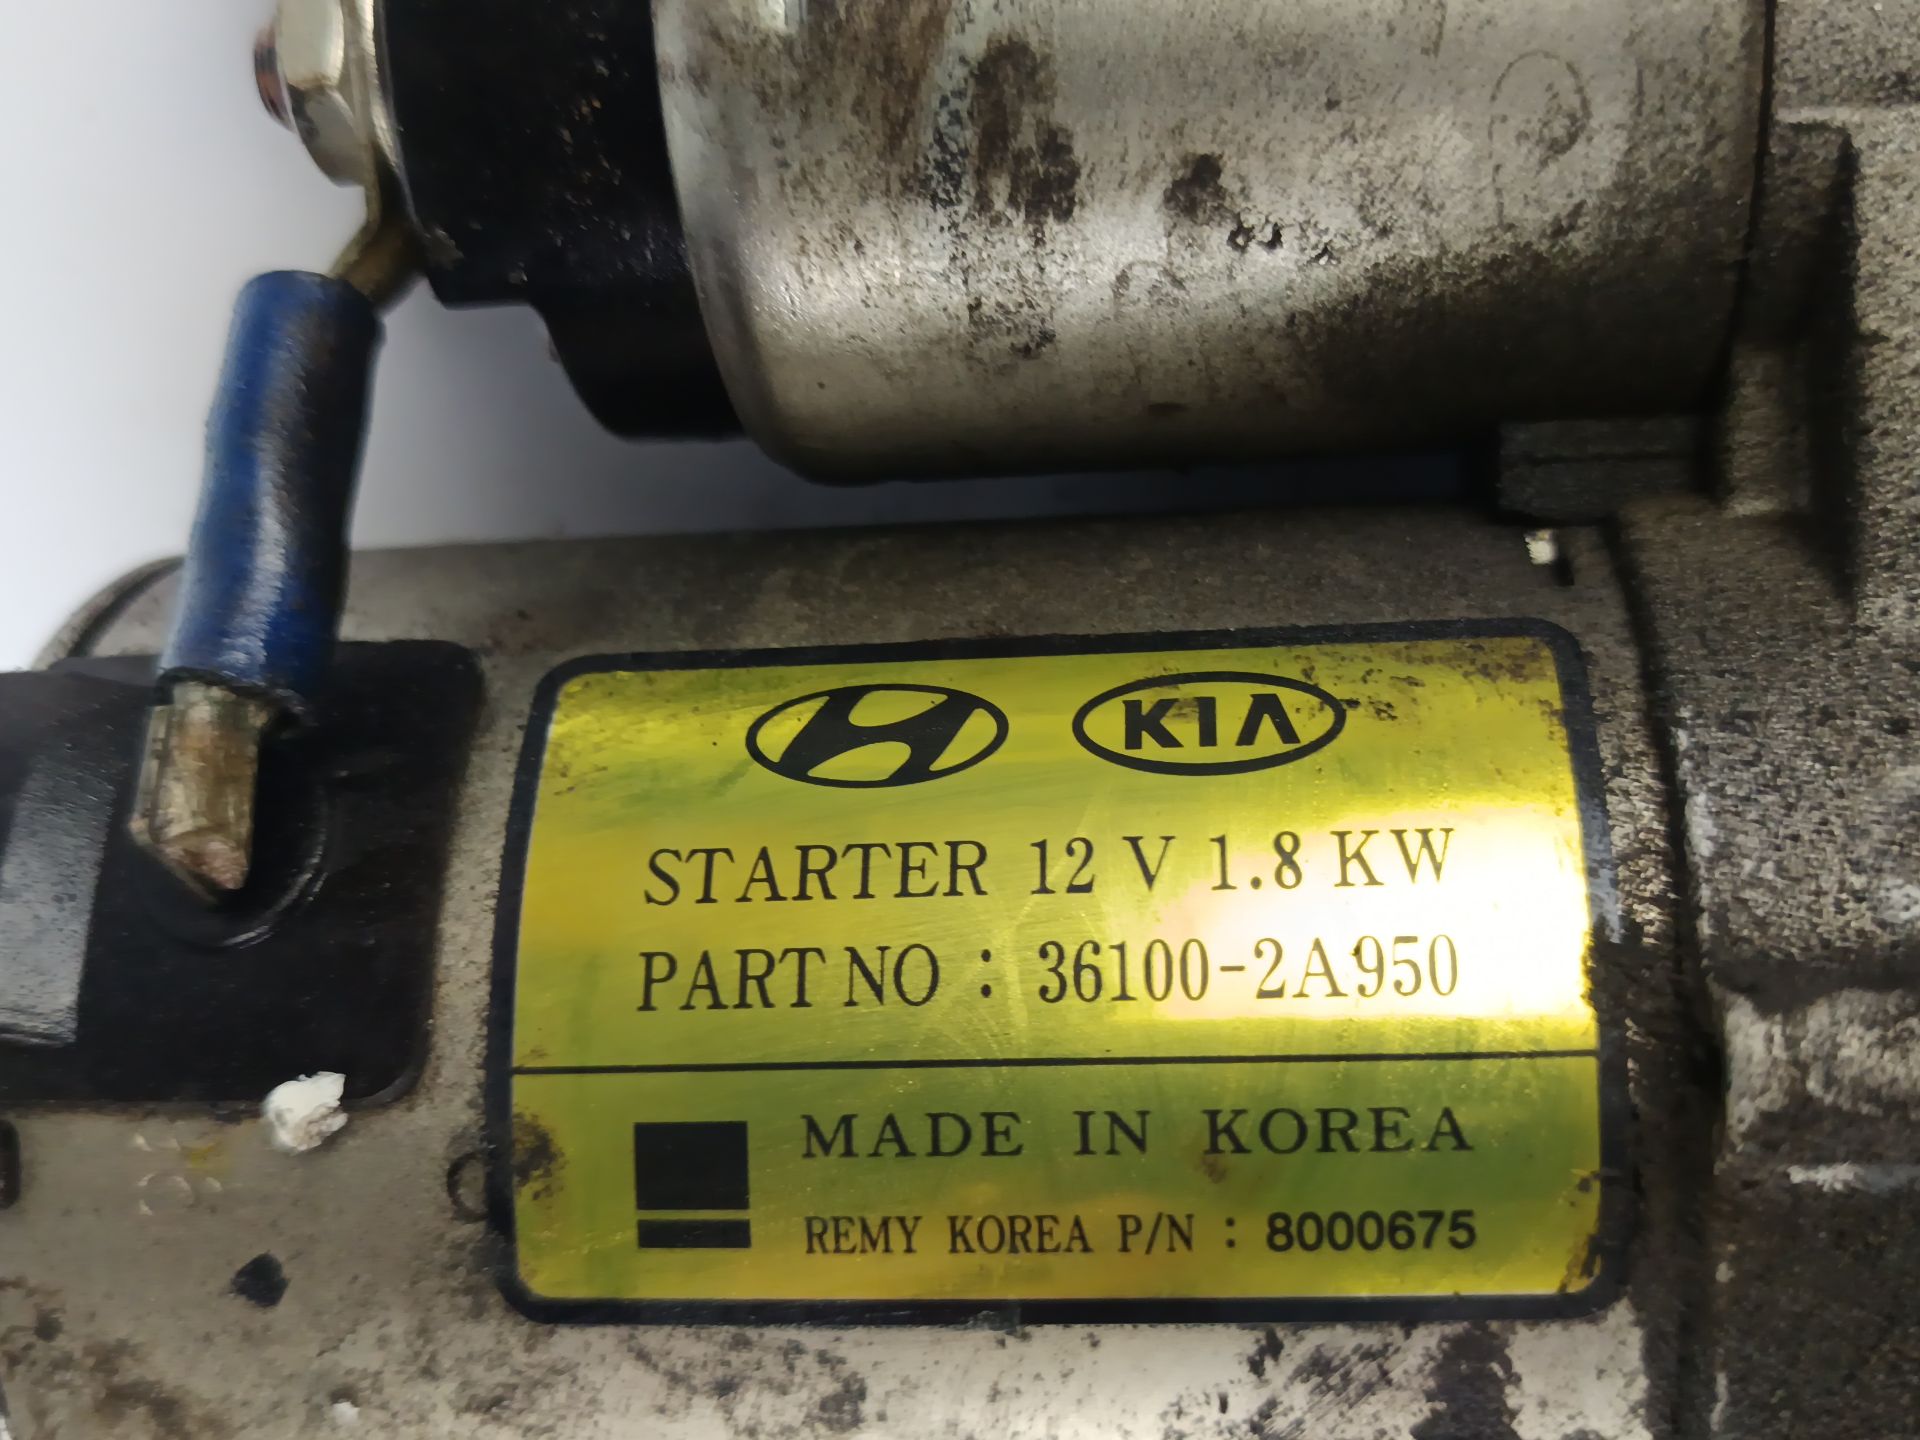 KIA
STARTER 12 V 1.8 KW
PART NO : 36100-2A950
MADE IN KOREA
REMY KOREA P/N : 8000675